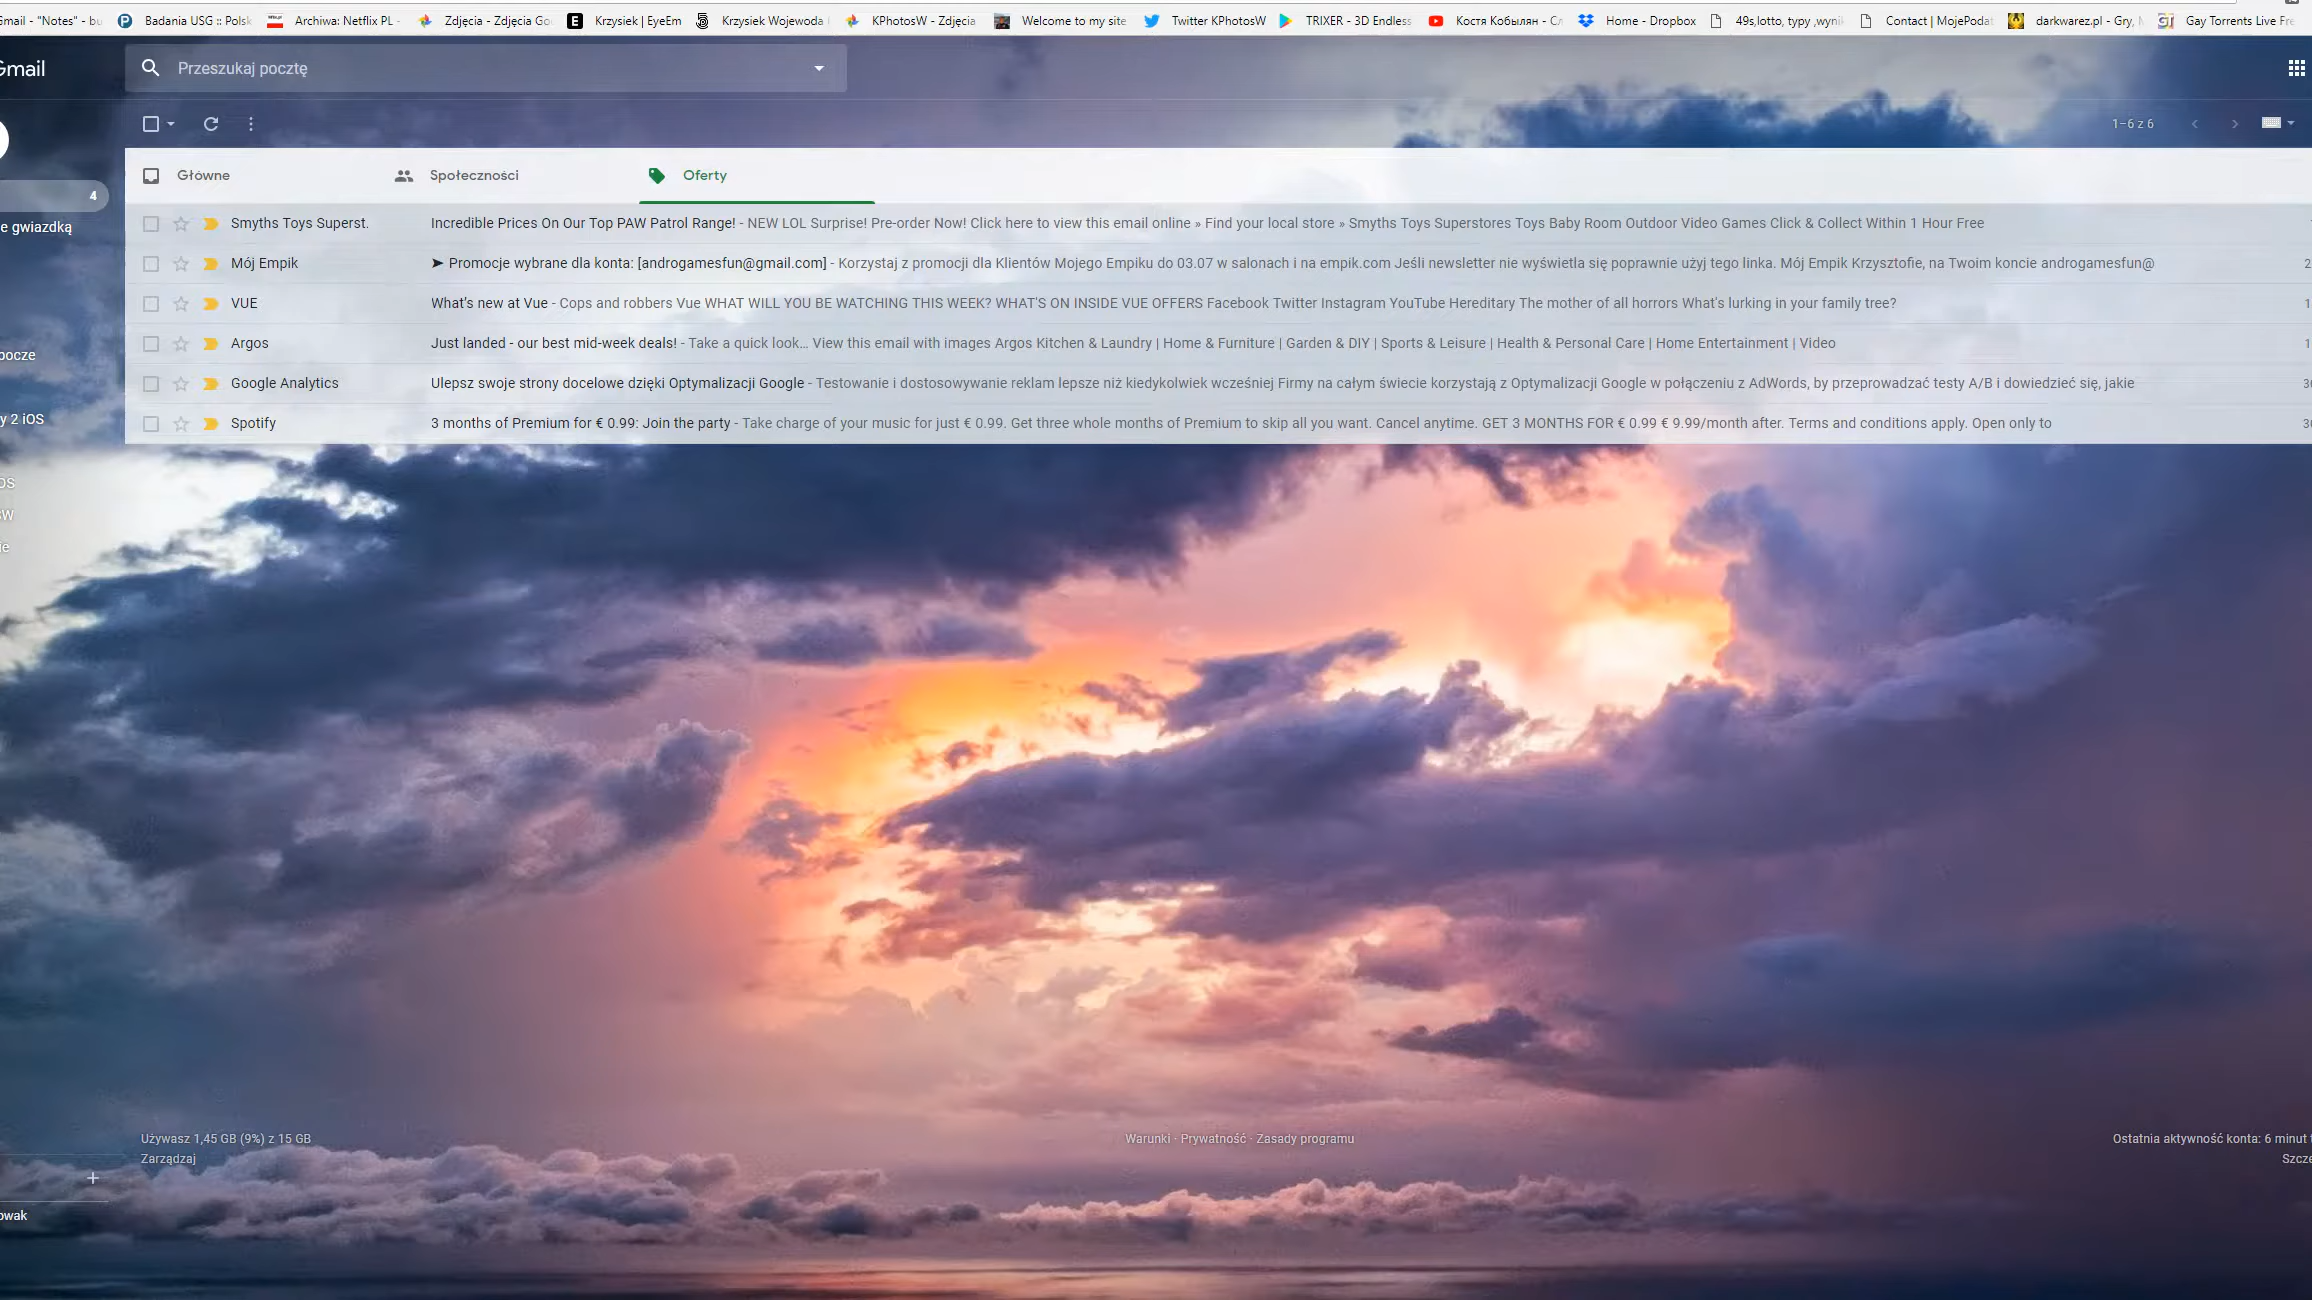 Gmail - "Notes" - bu Badania USG :: Polsk Archiwa: Netflix PL - Zdjęcia - Zdjęcia Go Krzysiek | EyeEm Krzysiek Wojewoda KPhotosW - Zdjęcia Welcome to my site Twitter KPhotosW TRIXER - 3D Endless Костя Кобылян - Сл Home - Dropbox 49s,lotto, typy ,wyni Contact | MojePodat darkwarez.pl - Gry, Gay Torrents Live Fre
Gmail Przeszukaj pocztę
1–6 z 6
Główne Społeczności Oferty
4
Smyths Toys Superst. Incredible Prices On Our Top PAW Patrol Range! - NEW LOL Surprise! Pre-order Now! Click here to view this email online » Find your local store » Smyths Toys Superstores Toys Baby Room Outdoor Video Games Click & Collect Within 1 Hour Free
e gwiazdką
Mój Empik ➤ Promocje wybrane dla konta: [androgamesfun@gmail.com] - Korzystaj z promocji dla Klientów Mojego Empiku do 03.07 w salonach i na empik.com Jeśli newsletter nie wyświetla się poprawnie użyj tego linka. Mój Empik Krzysztofie, na Twoim koncie androgamesfun@
VUE What's new at Vue - Cops and robbers Vue WHAT WILL YOU BE WATCHING THIS WEEK? WHAT'S ON INSIDE VUE OFFERS Facebook Twitter Instagram YouTube Hereditary The mother of all horrors What's lurking in your family tree?
Argos Just landed - our best mid-week deals! - Take a quick look… View this email with images Argos Kitchen & Laundry | Home & Furniture | Garden & DIY | Sports & Leisure | Health & Personal Care | Home Entertainment | Video
bocze
Google Analytics Ulepsz swoje strony docelowe dzięki Optymalizacji Google - Testowanie i dostosowywanie reklam lepsze niż kiedykolwiek wcześniej Firmy na całym świecie korzystają z Optymalizacji Google w połączeniu z AdWords, by przeprowadzać testy A/B i dowiedzieć się, jakie
y 2 iOS
Spotify 3 months of Premium for € 0.99: Join the party - Take charge of your music for just € 0.99. Get three whole months of Premium to skip all you want. Cancel anytime. GET 3 MONTHS FOR € 0.99 € 9.99/month after. Terms and conditions apply. Open only to
OS
ie
Używasz 1,45 GB (9%) z 15 GB Warunki · Prywatność · Zasady programu Ostatnia aktywność konta: 6 minut
Zarządzaj Szcze
owak